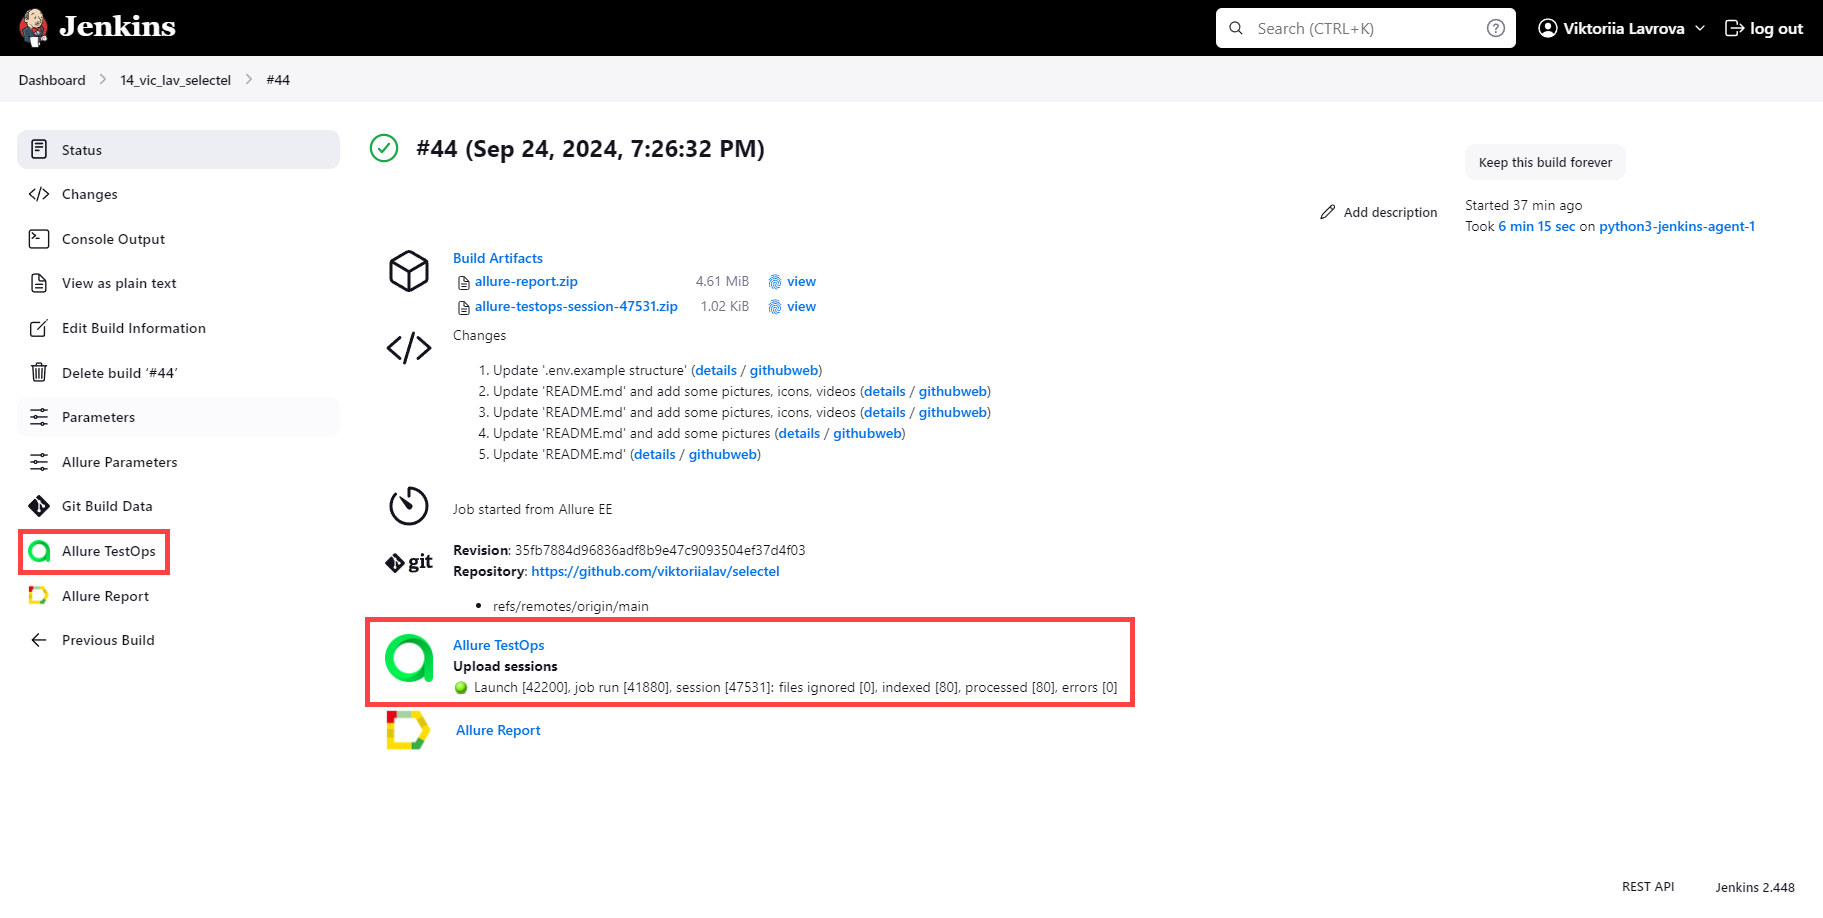 Jenkins
Search (CTRL+K)
?
Viktoriia Lavrova
log out
Dashboard > 14_vic_lav_selectel > #44
Status
Changes
Console Output
View as plain text
Edit Build Information
Delete build ‘#44’
Parameters
Allure Parameters
Git Build Data
Allure TestOps
Allure Report
Previous Build
#44 (Sep 24, 2024, 7:26:32 PM)
Keep this build forever
Add description
Started 37 min ago
Took 6 min 15 sec on python3-jenkins-agent-1
Build Artifacts
allure-report.zip 4.61 MiB view
allure-testops-session-47531.zip 1.02 KiB view
Changes
1. Update '.env.example structure' (details / githubweb)
2. Update 'README.md' and add some pictures, icons, videos (details / githubweb)
3. Update 'README.md' and add some pictures, icons, videos (details / githubweb)
4. Update 'README.md' and add some pictures (details / githubweb)
5. Update 'README.md' (details / githubweb)
Job started from Allure EE
git
Revision: 35fb7884d96836adf8b9e47c9093504ef37d4f03
Repository: https://github.com/viktoriialav/selectel
• refs/remotes/origin/main
Allure TestOps
Upload sessions
Launch [42200], job run [41880], session [47531]: files ignored [0], indexed [80], processed [80], errors [0]
Allure Report
REST API
Jenkins 2.448